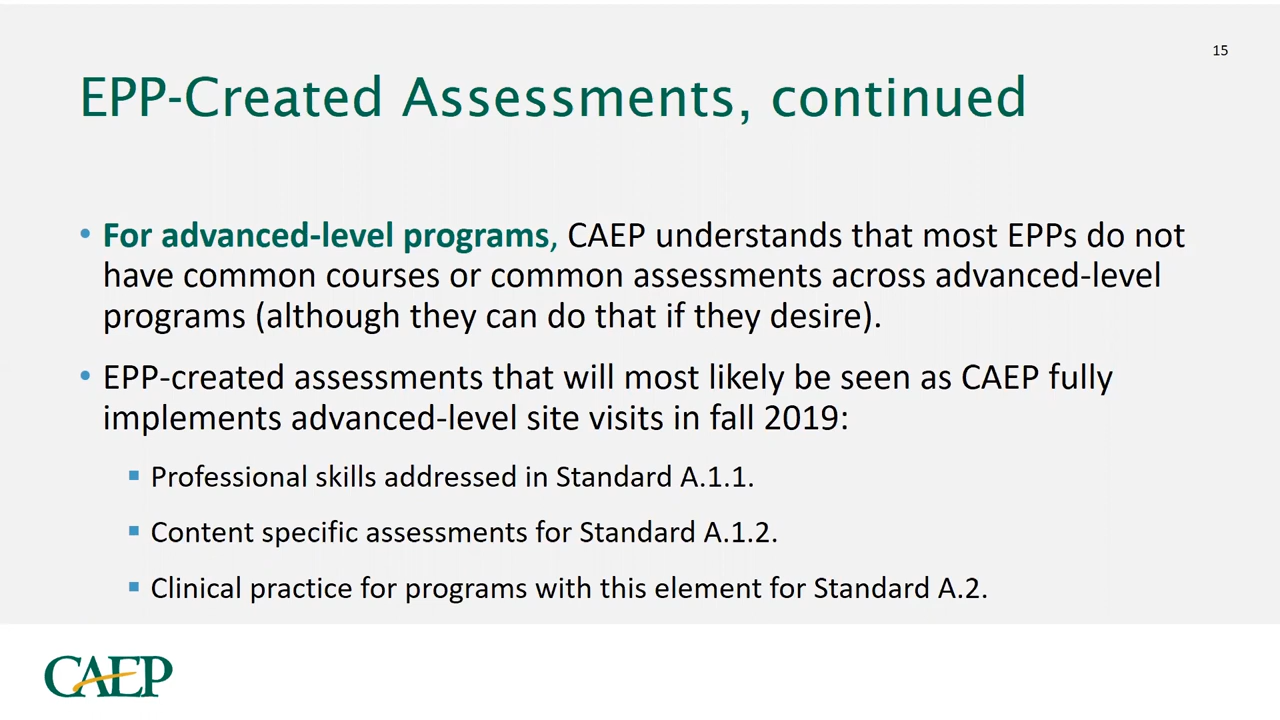 15
EPP-Created Assessments, continued
• For advanced-level programs, CAEP understands that most EPPs do not
have common courses or common assessments across advanced-level
programs (although they can do that if they desire).
• EPP-created assessments that will most likely be seen as CAEP fully
implements advanced-level site visits in fall 2019:
▪ Professional skills addressed in Standard A.1.1.
▪ Content specific assessments for Standard A.1.2.
▪ Clinical practice for programs with this element for Standard A.2.
CAEP